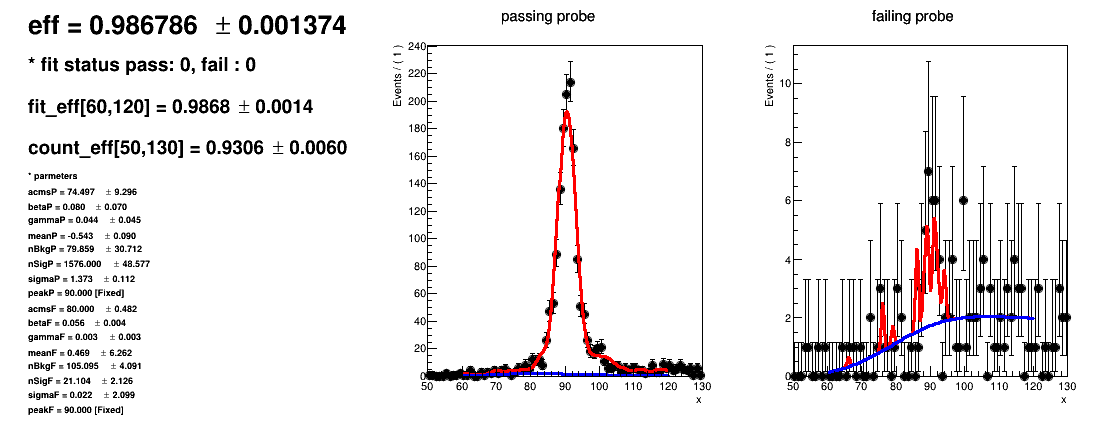 eff = 0.986786 ± 0.001374
* fit status pass: 0, fail : 0
fit_eff[60,120] = 0.9868 ± 0.0014
count_eff[50,130] = 0.9306 ± 0.0060
* parmeters
acmsP = 74.497 ± 9.296
betaP = 0.080 ± 0.070
gammaP = 0.044 ± 0.045
meanP = -0.543 ± 0.090
nBkgP = 79.859 ± 30.712
nSigP = 1576.000 ± 48.577
sigmaP = 1.373 ± 0.112
peakP = 90.000 [Fixed]
acmsF = 80.000 ± 0.482
betaF = 0.056 ± 0.004
gammaF = 0.003 ± 0.003
meanF = 0.469 ± 6.262
nBkgF = 105.095 ± 4.091
nSigF = 21.104 ± 2.126
sigmaF = 0.022 ± 2.099
peakF = 90.000 [Fixed]
passing probe
Events / ( 1 )
240
220
200
180
160
140
120
100
80
60
40
20
0
50 60 70 80 90 100 110 120 130
x
failing probe
Events / ( 1 )
10
8
6
4
2
0
50 60 70 80 90 100 110 120 130
x